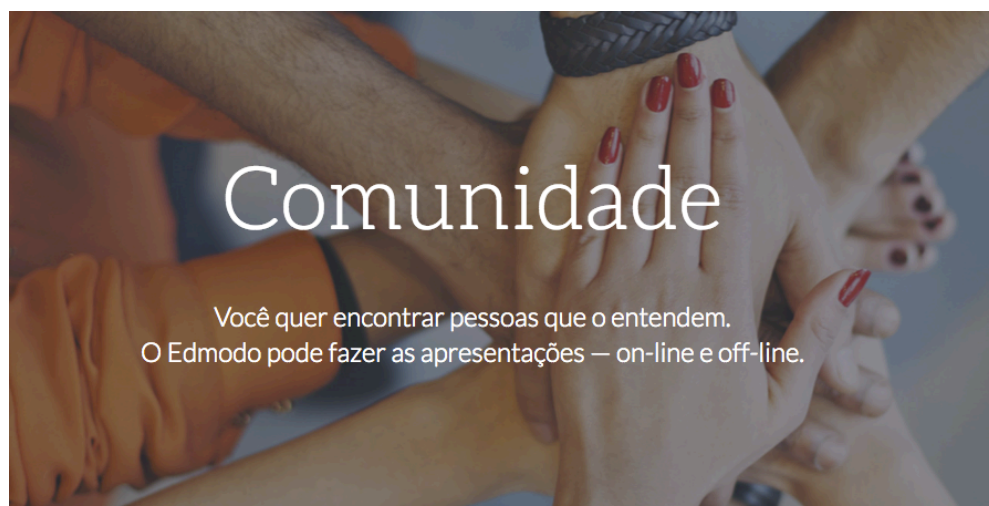 Comunidade
Você quer encontrar pessoas que o entendem.
O Edmodo pode fazer as apresentações — on-line e off-line.